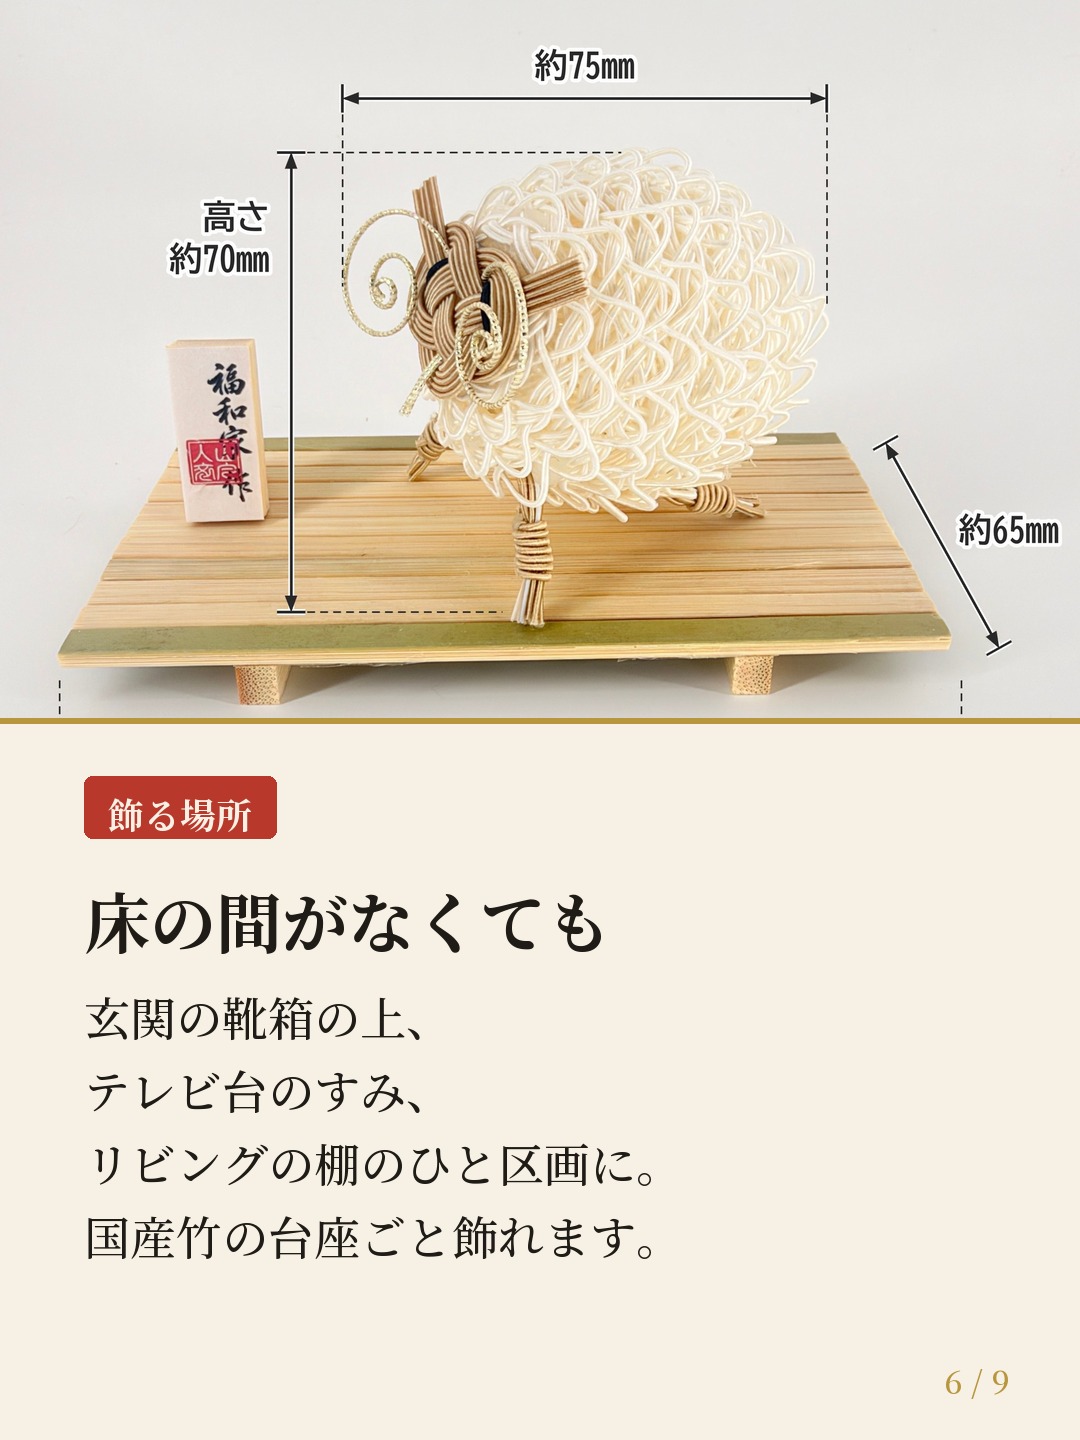 約75mm
高さ
約70mm
福和家作
約65mm
飾る場所
床の間がなくても
玄関の靴箱の上、
テレビ台のすみ、
リビングの棚のひと区画に。
国産竹の台座ごと飾れます。
6 / 9